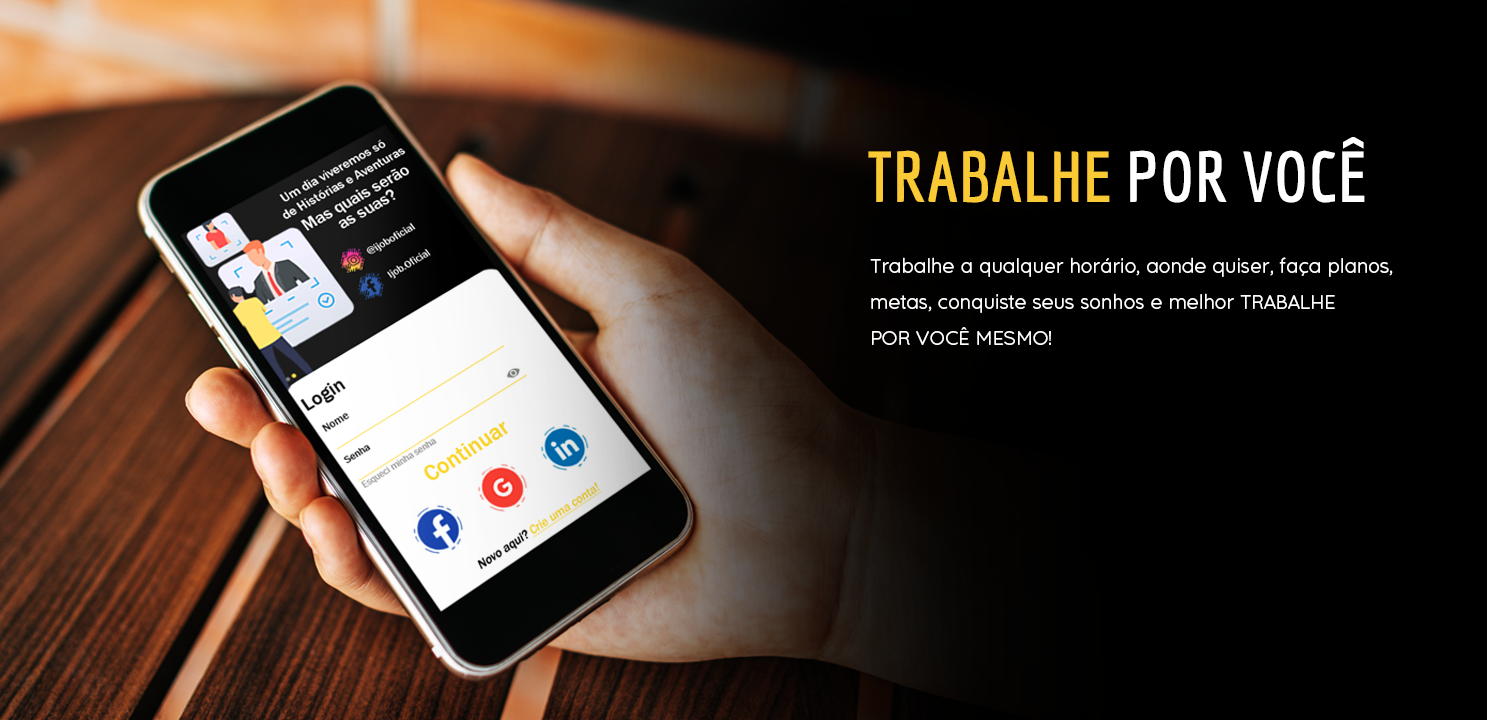 TRABALHE POR VOCÊ
Trabalhe a qualquer horário, aonde quiser, faça planos,
metas, conquiste seus sonhos e melhor TRABALHE
POR VOCÊ MESMO!
Um dia viveremos só
de Histórias e Aventuras
Mas quais serão
as suas?
@ijoboficial
Ijob.Oficial
Login
Nome
Senha
Esqueci minha senha
Continuar
f
G
in
Novo aqui? Crie uma conta!